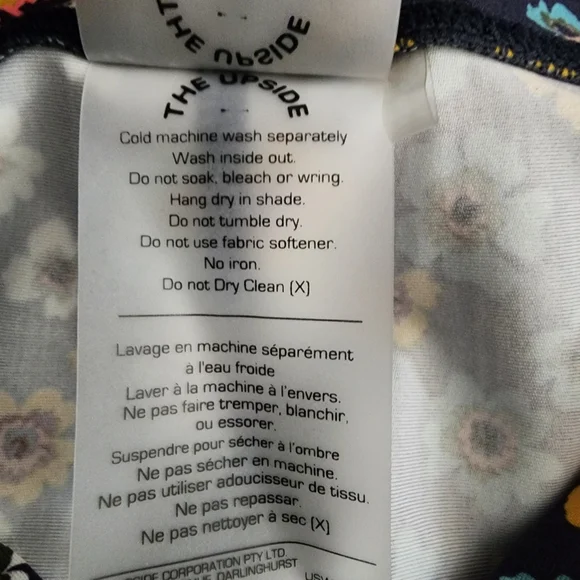 THE UPSIDE
THE UPSIDE
Cold machine wash separately
Wash inside out.
Do not soak, bleach or wring.
Hang dry in shade.
Do not tumble dry.
Do not use fabric softener.
No iron.
Do not Dry Clean (X)
Lavage en machine séparément
à l'eau froide
Laver à la machine à l'envers.
Ne pas faire tremper, blanchir,
ou essorer.
Suspendre pour sécher à l'ombre
Ne pas sécher en machine.
Ne pas utiliser adoucisseur de tissu.
Ne pas repassar.
Ne pas nettoyer à sec (X)
CORPORATION PTY LTD
DARLINGHURST